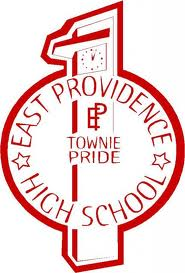 EAST PROVIDENCE
EP
TOWNIE
PRIDE
HIGH SCHOOL